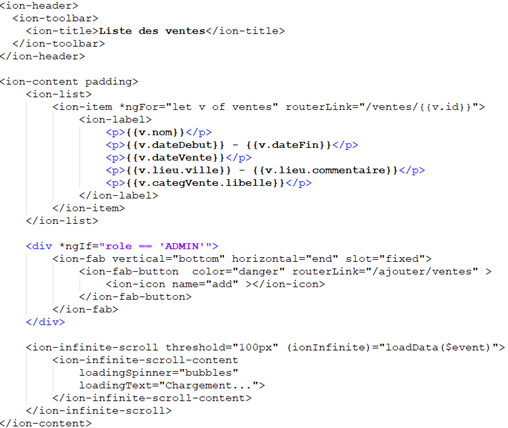 <ion-header>
<ion-toolbar>
<ion-title>Liste des ventes</ion-title>
</ion-toolbar>
</ion-header>
<ion-content padding>
<ion-list>
<ion-item *ngFor="let v of ventes" routerLink="/ventes/{{v.id}}">
<ion-label>
<p>{{v.nom}}</p>
<p>{{v.dateDebut}} - {{v.dateFin}}</p>
<p>{{v.dateVente}}</p>
<p>{{v.lieu.ville}} - {{v.lieu.commentaire}}</p>
<p>{{v.categVente.libelle}}</p>
</ion-label>
</ion-item>
</ion-list>
<div *ngIf="role == 'ADMIN'">
<ion-fab vertical="bottom" horizontal="end" slot="fixed">
<ion-fab-button  color="danger" routerLink="/ajouter/ventes" >
<ion-icon name="add" ></ion-icon>
</ion-fab-button>
</ion-fab>
</div>
<ion-infinite-scroll threshold="100px" (ionInfinite)="loadData($event)">
<ion-infinite-scroll-content
loadingSpinner="bubbles"
loadingText="Chargement...">
</ion-infinite-scroll-content>
</ion-infinite-scroll>
</ion-content>